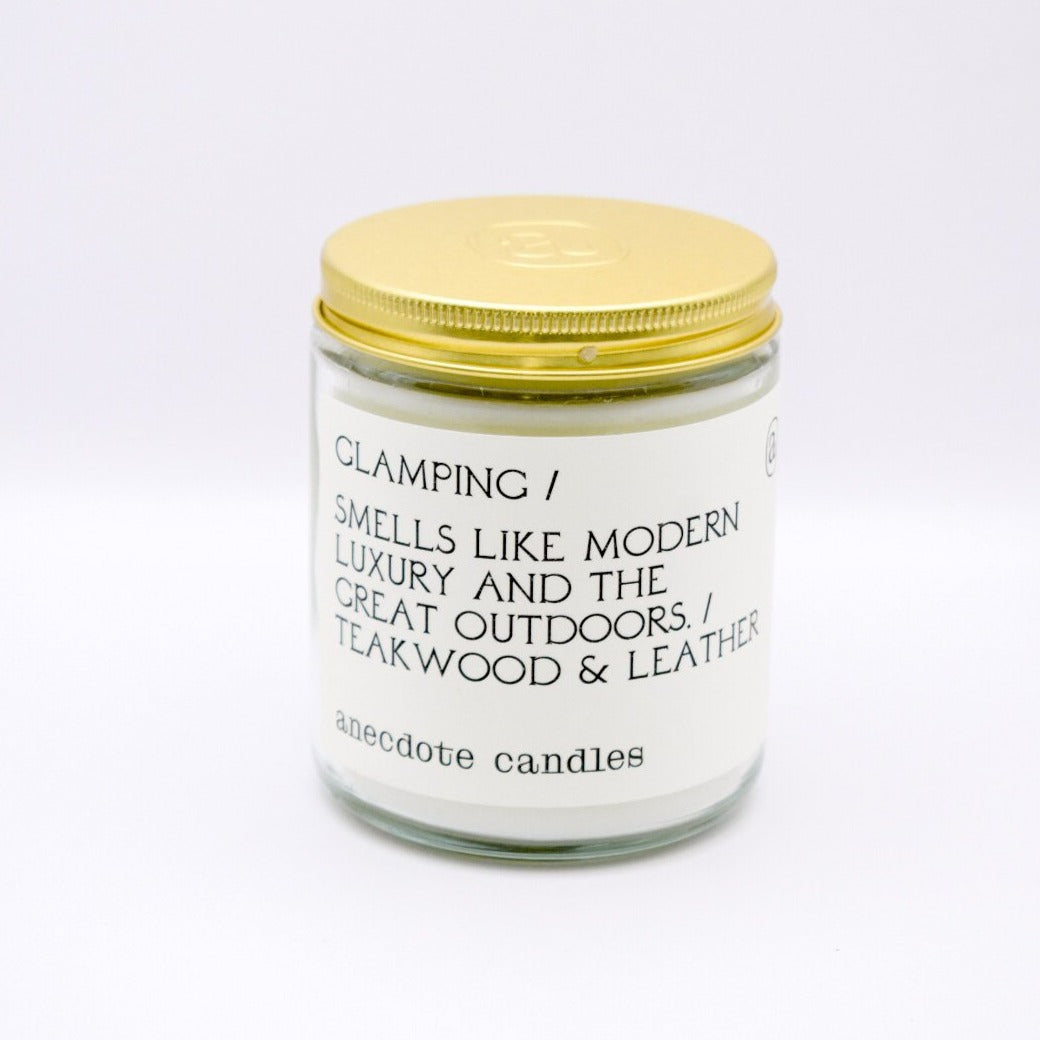 GLAMPING /
SMELLS LIKE MODERN
LUXURY AND THE
GREAT OUTDOORS. /
TEAKWOOD & LEATHER
anecdote candles